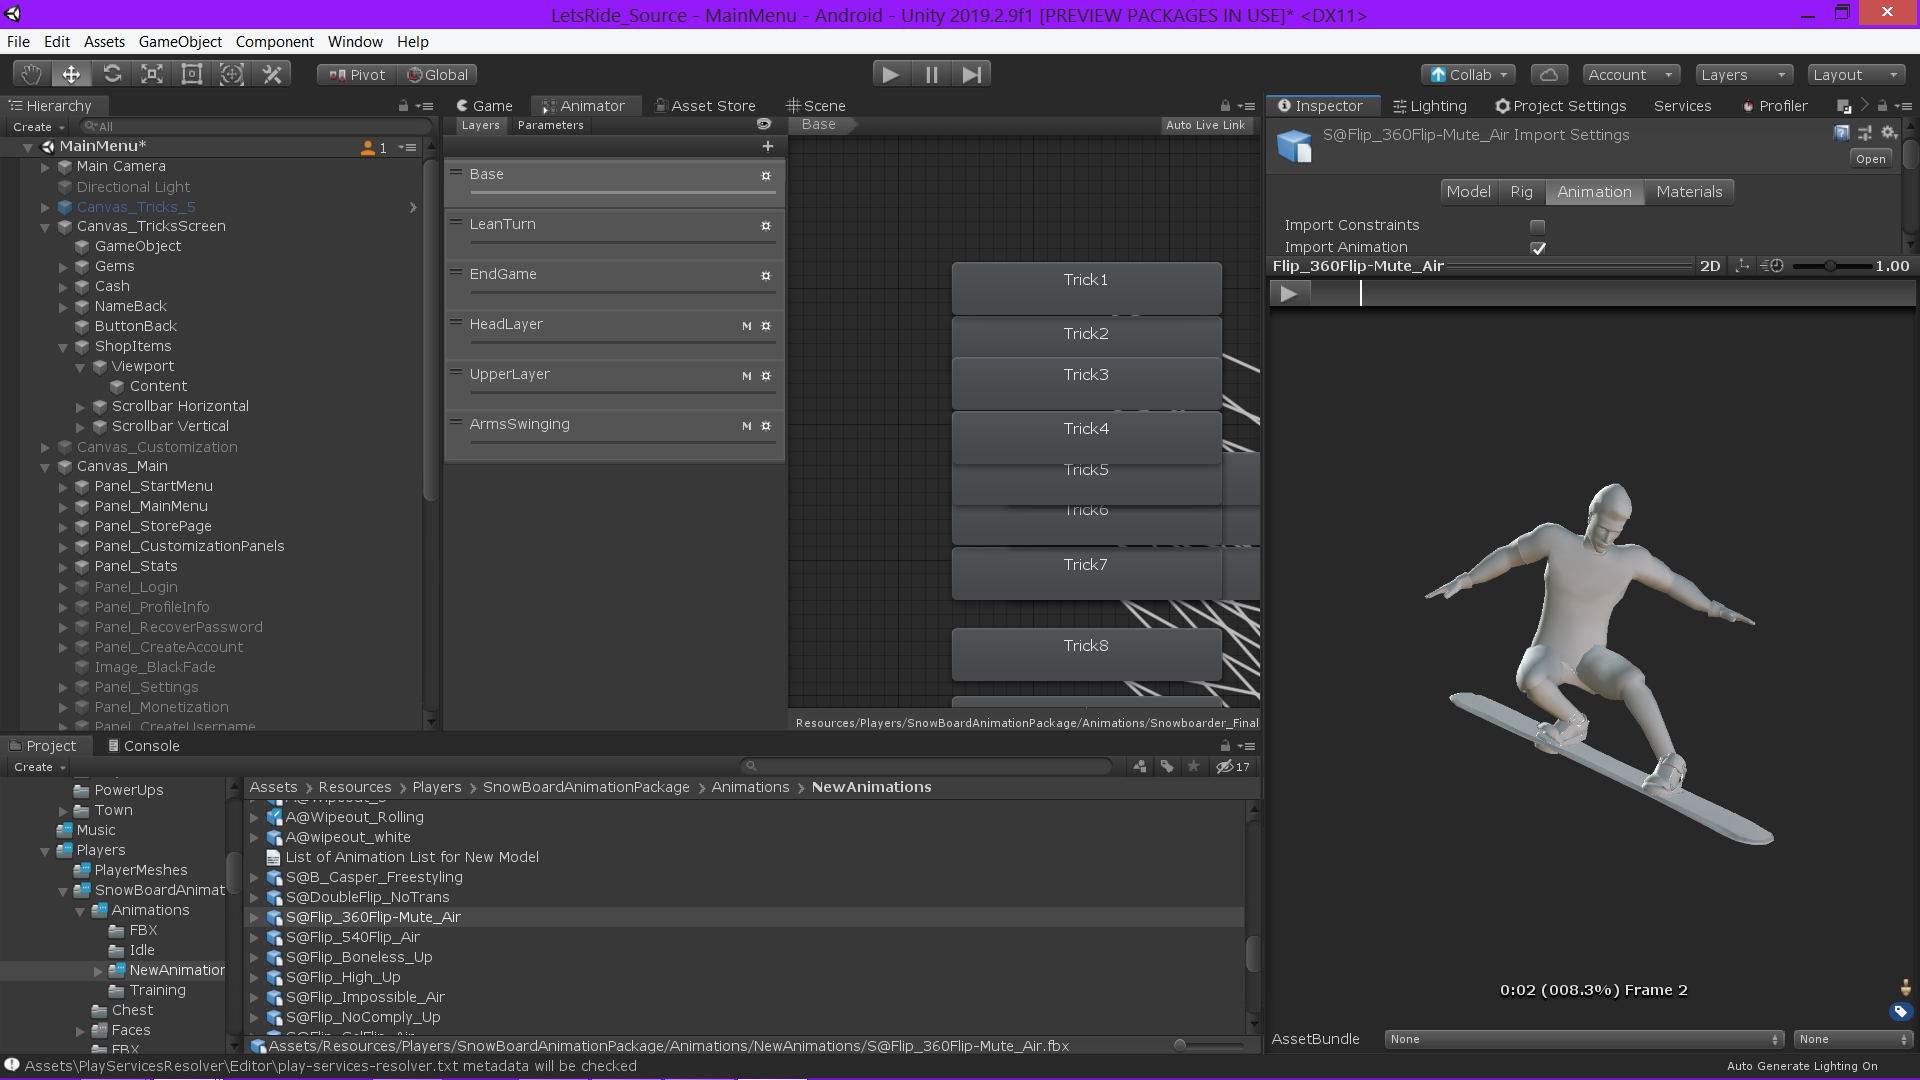 LetsRide_Source - MainMenu - Android - Unity 2019.2.9f1 [PREVIEW PACKAGES IN USE]* <DX11>
File Edit Assets GameObject Component Window Help
Pivot Global Collab Account Layers Layout
Hierarchy
Create All
MainMenu* 1
Main Camera
Directional Light
Canvas_Tricks_5
Canvas_TricksScreen
GameObject
Gems
Cash
NameBack
ButtonBack
ShopItems
Viewport
Content
Scrollbar Horizontal
Scrollbar Vertical
Canvas_Customization
Canvas_Main
Panel_StartMenu
Panel_MainMenu
Panel_StorePage
Panel_CustomizationPanels
Panel_Stats
Panel_Login
Panel_ProfileInfo
Panel_RecoverPassword
Panel_CreateAccount
Image_BlackFade
Panel_Settings
Panel_Monetization
Panel_CreateUsername
Game Animator Asset Store Scene
Layers Parameters Base Auto Live Link
Base
LeanTurn
EndGame
HeadLayer M
UpperLayer M
ArmsSwinging M
Trick1
Trick2
Trick3
Trick4
Trick5
Trick6
Trick7
Trick8
Resources/Players/SnowBoardAnimationPackage/Animations/Snowboarder_Final
Inspector Lighting Project Settings Services Profiler
S@Flip_360Flip-Mute_Air Import Settings
Open
Model Rig Animation Materials
Import Constraints
Import Animation
Flip_360Flip-Mute_Air 2D 1.00
0:02 (008.3%) Frame 2
AssetBundle None None
Project Console
Create 17
PowerUps
Town
Music
Players
PlayerMeshes
SnowBoardAnimat
Animations
FBX
Idle
NewAnimation
Training
Chest
Faces
FBX
Assets Resources Players SnowBoardAnimationPackage Animations NewAnimations
A@Wipeout_Rolling
A@wipeout_white
List of Animation List for New Model
S@B_Casper_Freestyling
S@DoubleFlip_NoTrans
S@Flip_360Flip-Mute_Air
S@Flip_540Flip_Air
S@Flip_Boneless_Up
S@Flip_High_Up
S@Flip_Impossible_Air
S@Flip_NoComply_Up
Assets/Resources/Players/SnowBoardAnimationPackage/Animations/NewAnimations/S@Flip_360Flip-Mute_Air.fbx
Assets\PlayServicesResolver\Editor\play-services-resolver.txt metadata will be checked
Auto Generate Lighting On